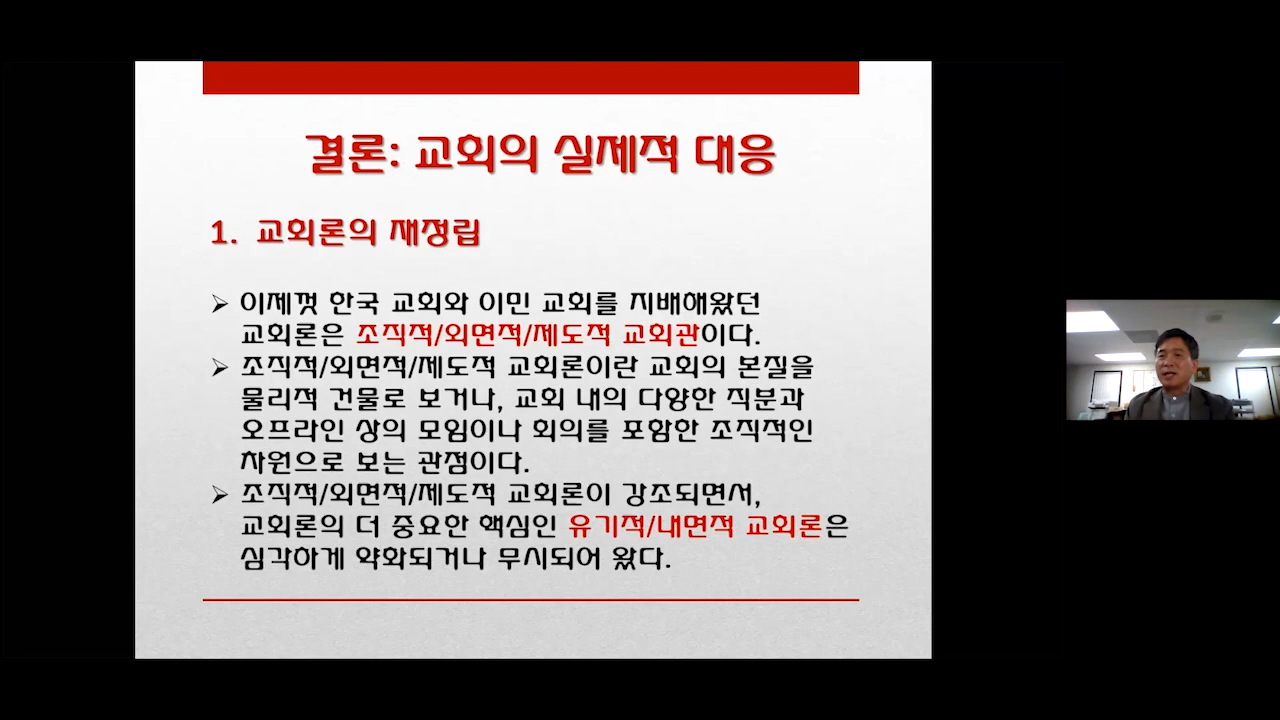 결론: 교회의 실제적 대응
1. 교회론의 재정립
➢ 이제껏 한국 교회와 이민 교회를 지배해왔던
교회론은 조직적/외면적/제도적 교회관이다.
➢ 조직적/외면적/제도적 교회론이란 교회의 본질을
물리적 건물로 보거나, 교회 내의 다양한 직분과
오프라인 상의 모임이나 회의를 포함한 조직적인
차원으로 보는 관점이다.
➢ 조직적/외면적/제도적 교회론이 강조되면서,
교회론의 더 중요한 핵심인 유기적/내면적 교회론은
심각하게 약화되거나 무시되어 왔다.